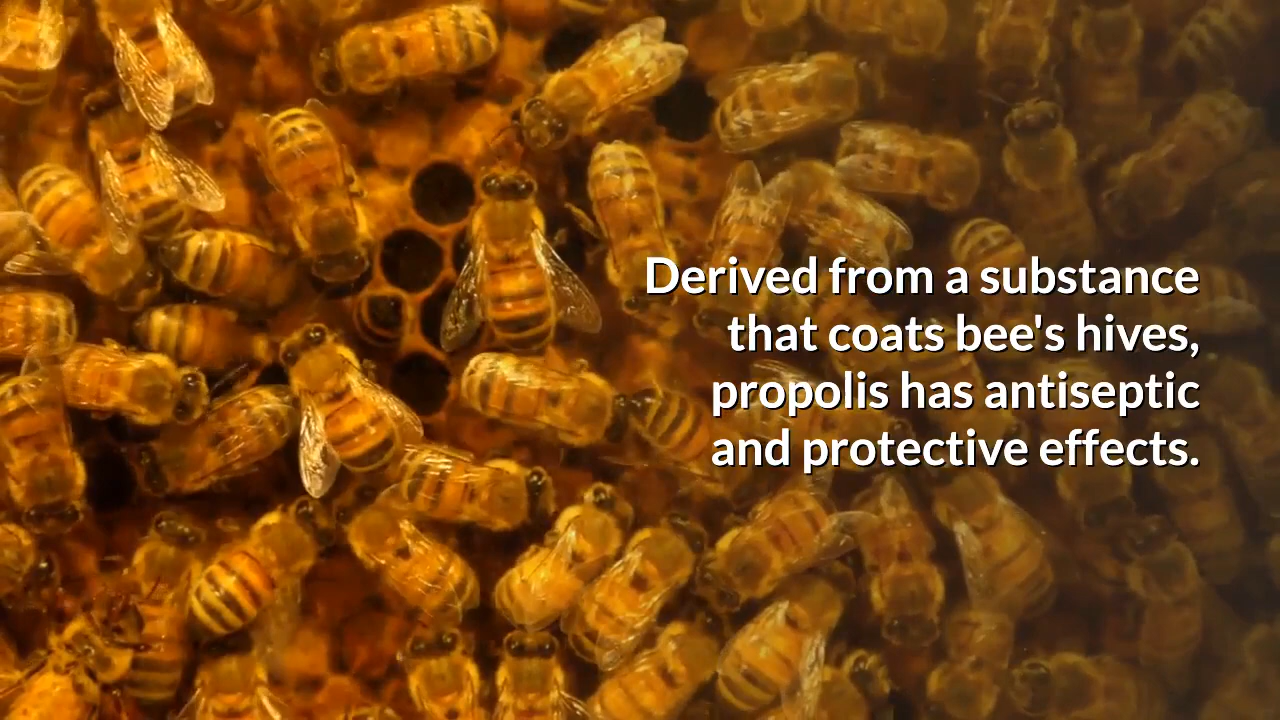 Derived from a substance
that coats bee's hives,
propolis has antiseptic
and protective effects.